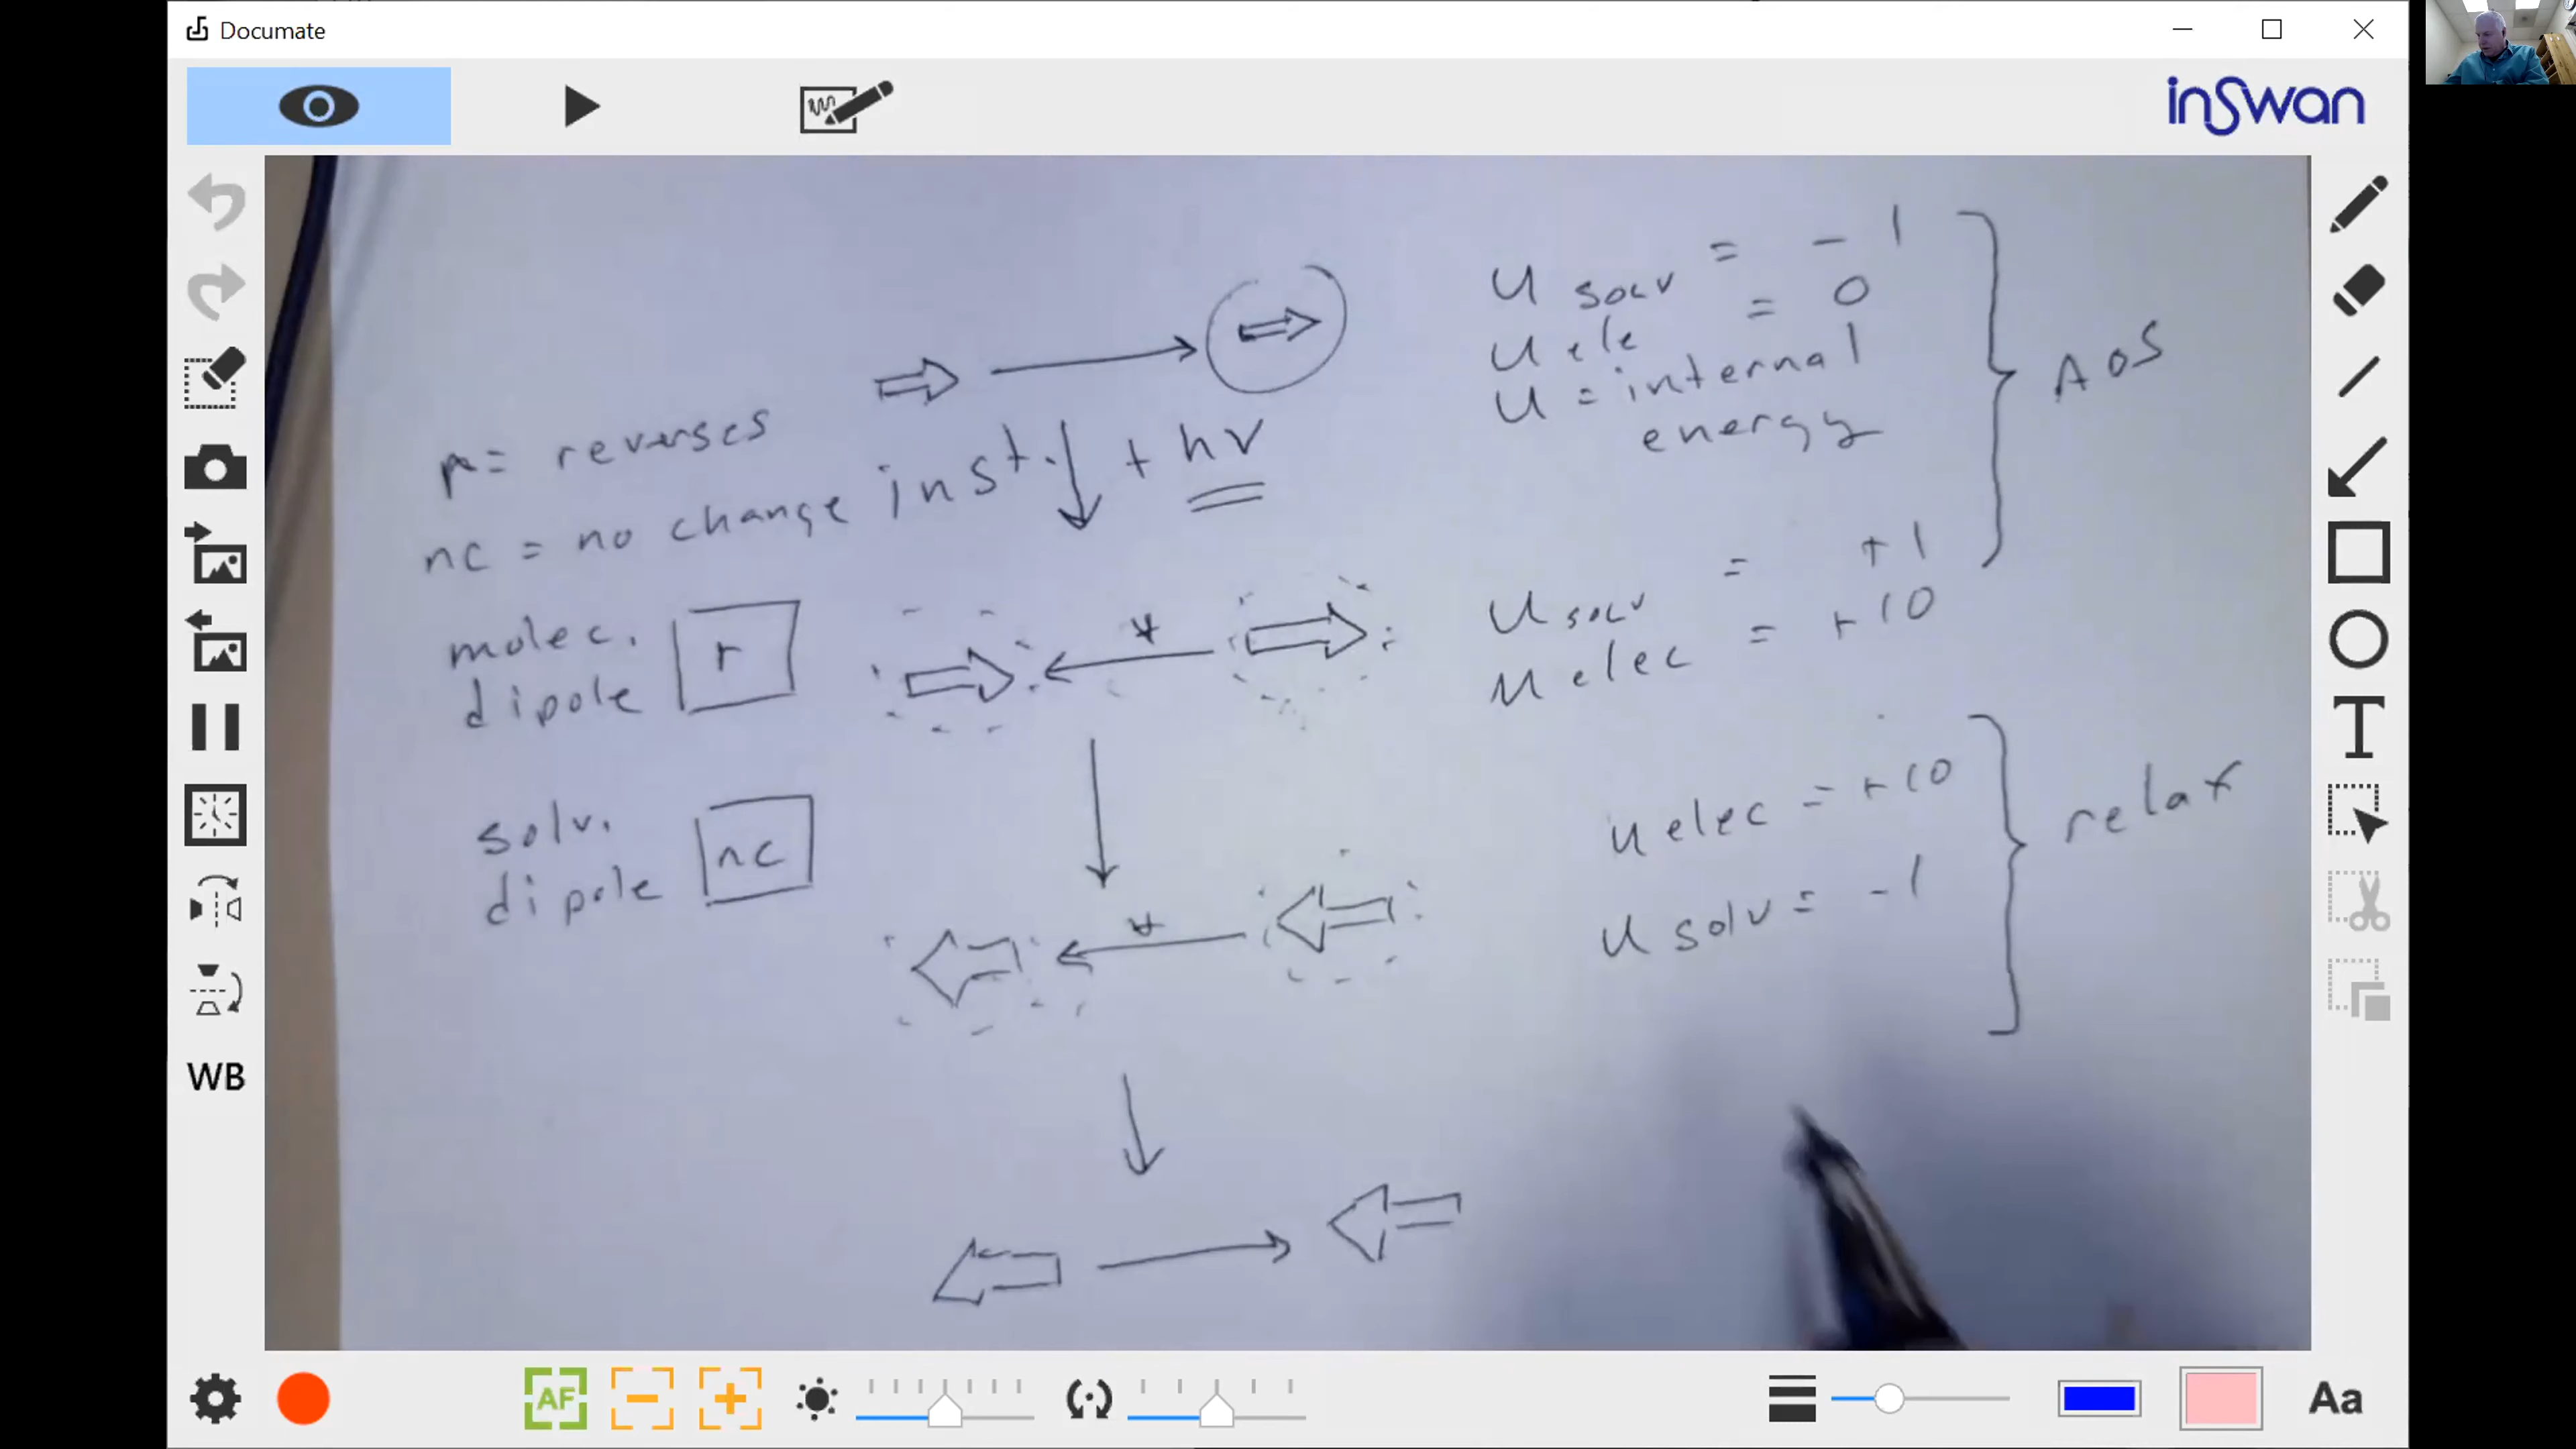 Documate
inswan
U solv = - 1
U ele = 0
U = internal
energy
AOS
r = reverses
nc = no change
inst. + hν
molec.
dipole
r
*
U solv = +1
U elec = +10
solv.
dipole
nc
*
U elec = +10
U solv = -1
relax
WB
AF
Aa